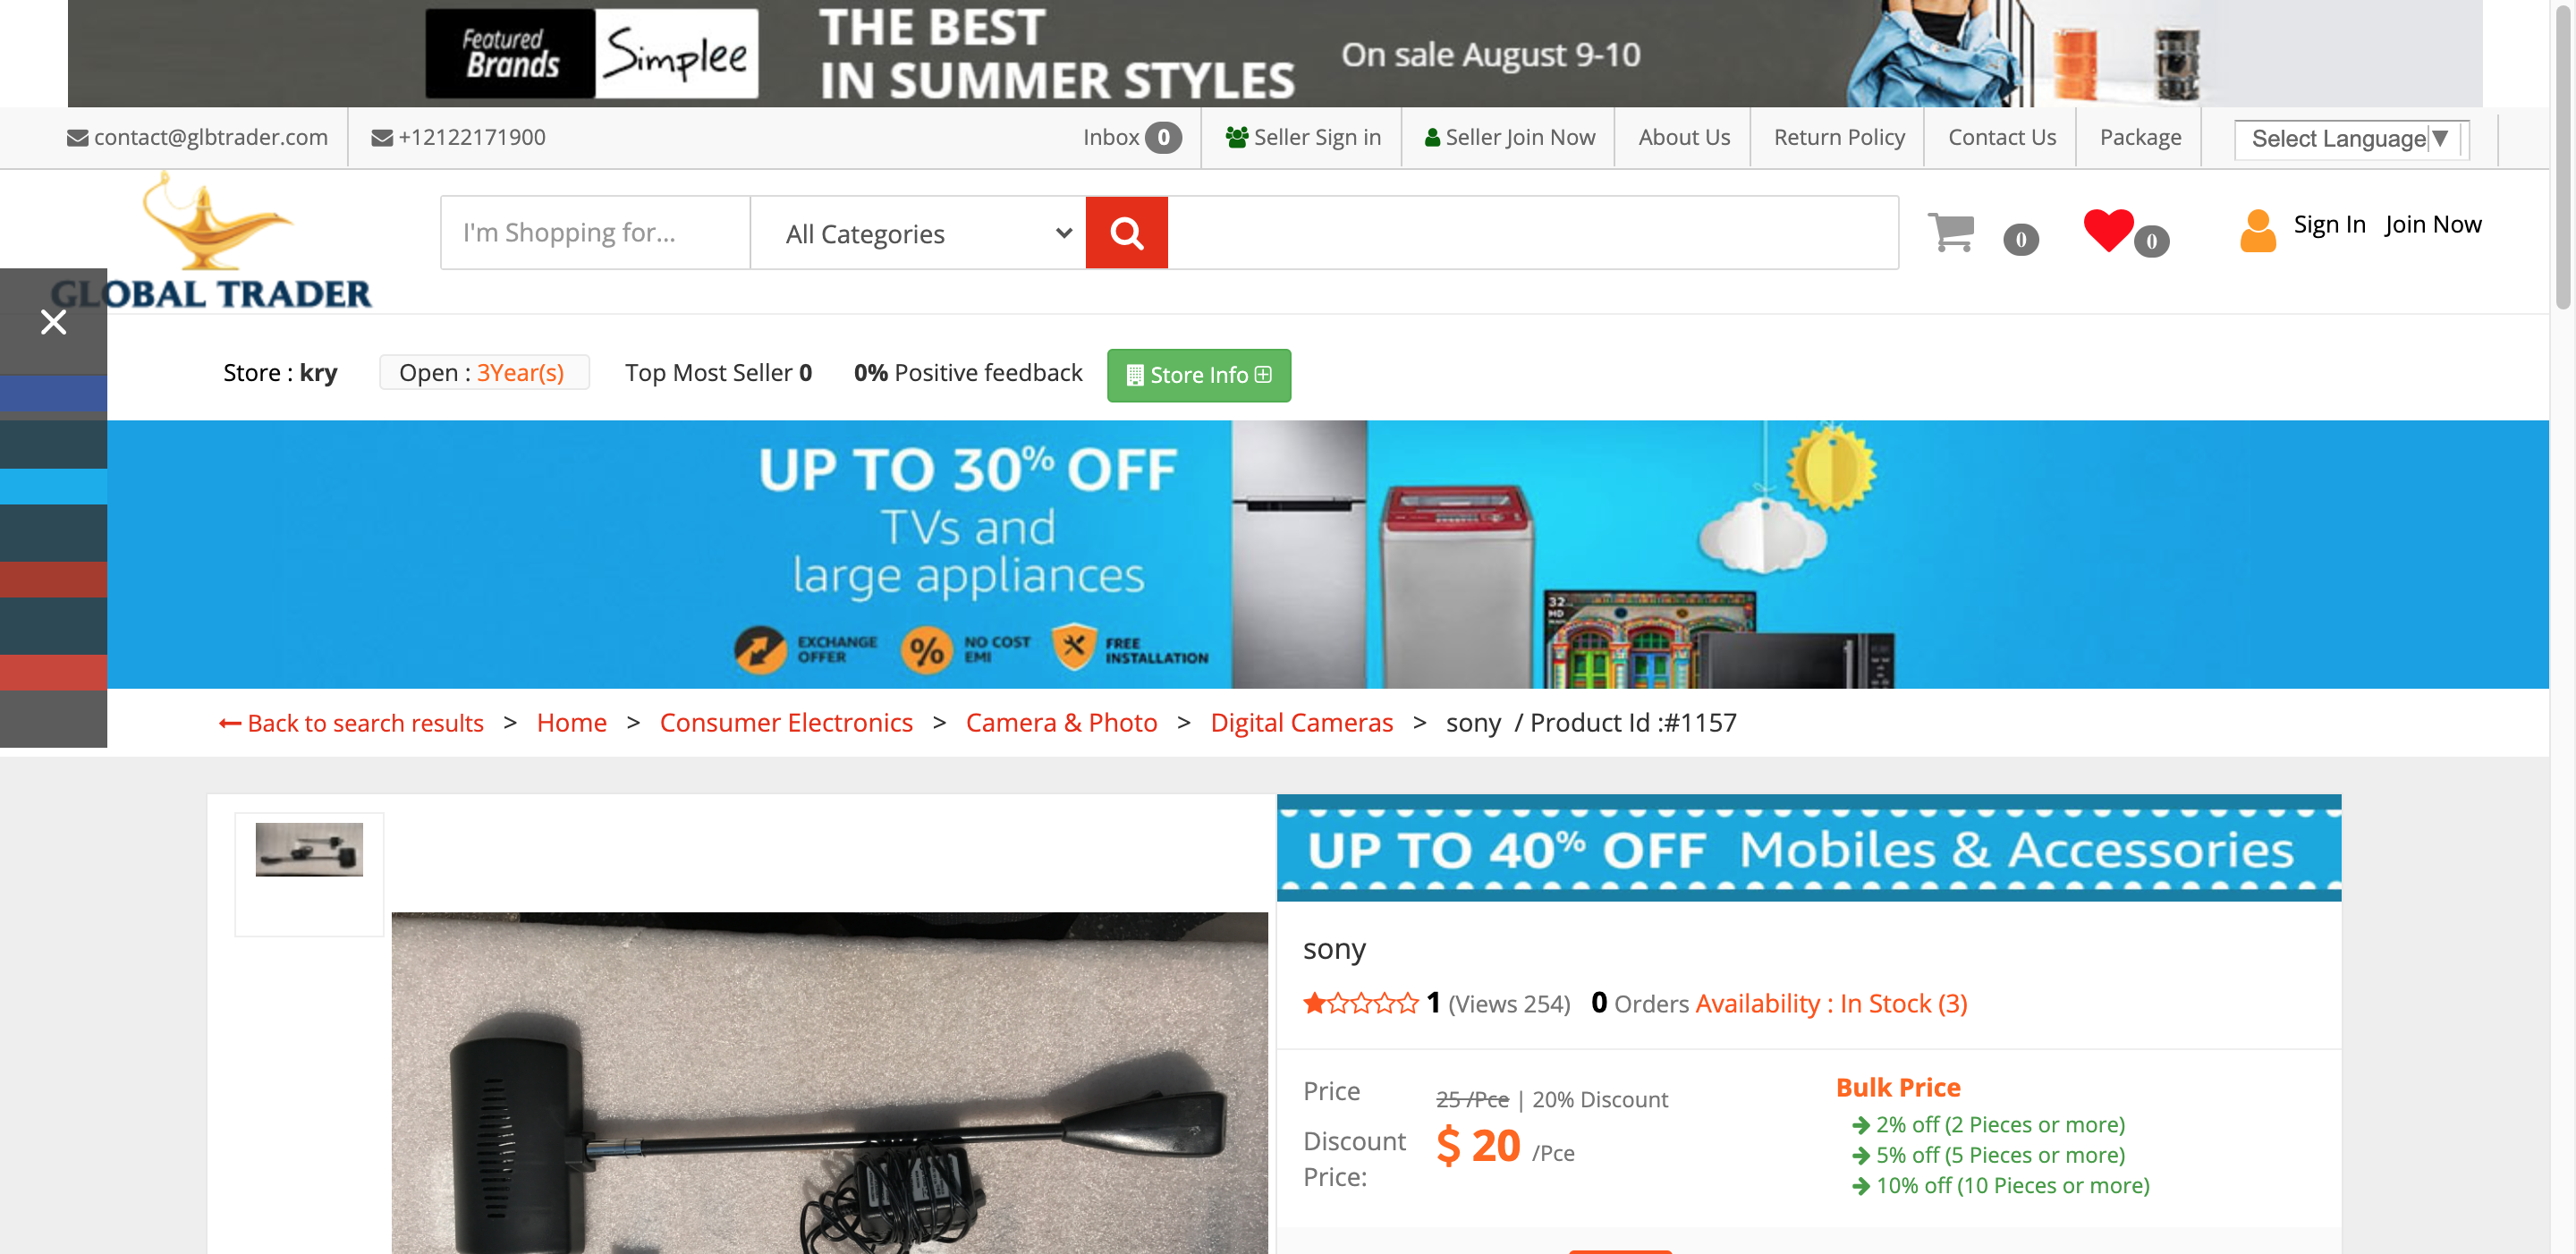 Featured
Brands
Simplee
THE BEST
IN SUMMER STYLES
On sale August 9-10
contact@glbtrader.com
+12122171900
Inbox 0
Seller Sign in
Seller Join Now
About Us
Return Policy
Contact Us
Package
Select Language▼
GLOBAL TRADER
I'm Shopping for...
All Categories
0
0
Sign In
Join Now
Store : kry
Open : 3Year(s)
Top Most Seller 0
0% Positive feedback
Store Info
UP TO 30% OFF
TVs and
large appliances
EXCHANGE
OFFER
NO COST
EMI
FREE
INSTALLATION
32
HD
Back to search results > Home > Consumer Electronics > Camera & Photo > Digital Cameras > sony / Product Id :#1157
UP TO 40% OFF Mobiles & Accessories
sony
1 (Views 254) 0 Orders Availability : In Stock (3)
Price
25 /Pce | 20% Discount
Discount
Price:
$ 20 /Pce
Bulk Price
2% off (2 Pieces or more)
5% off (5 Pieces or more)
10% off (10 Pieces or more)